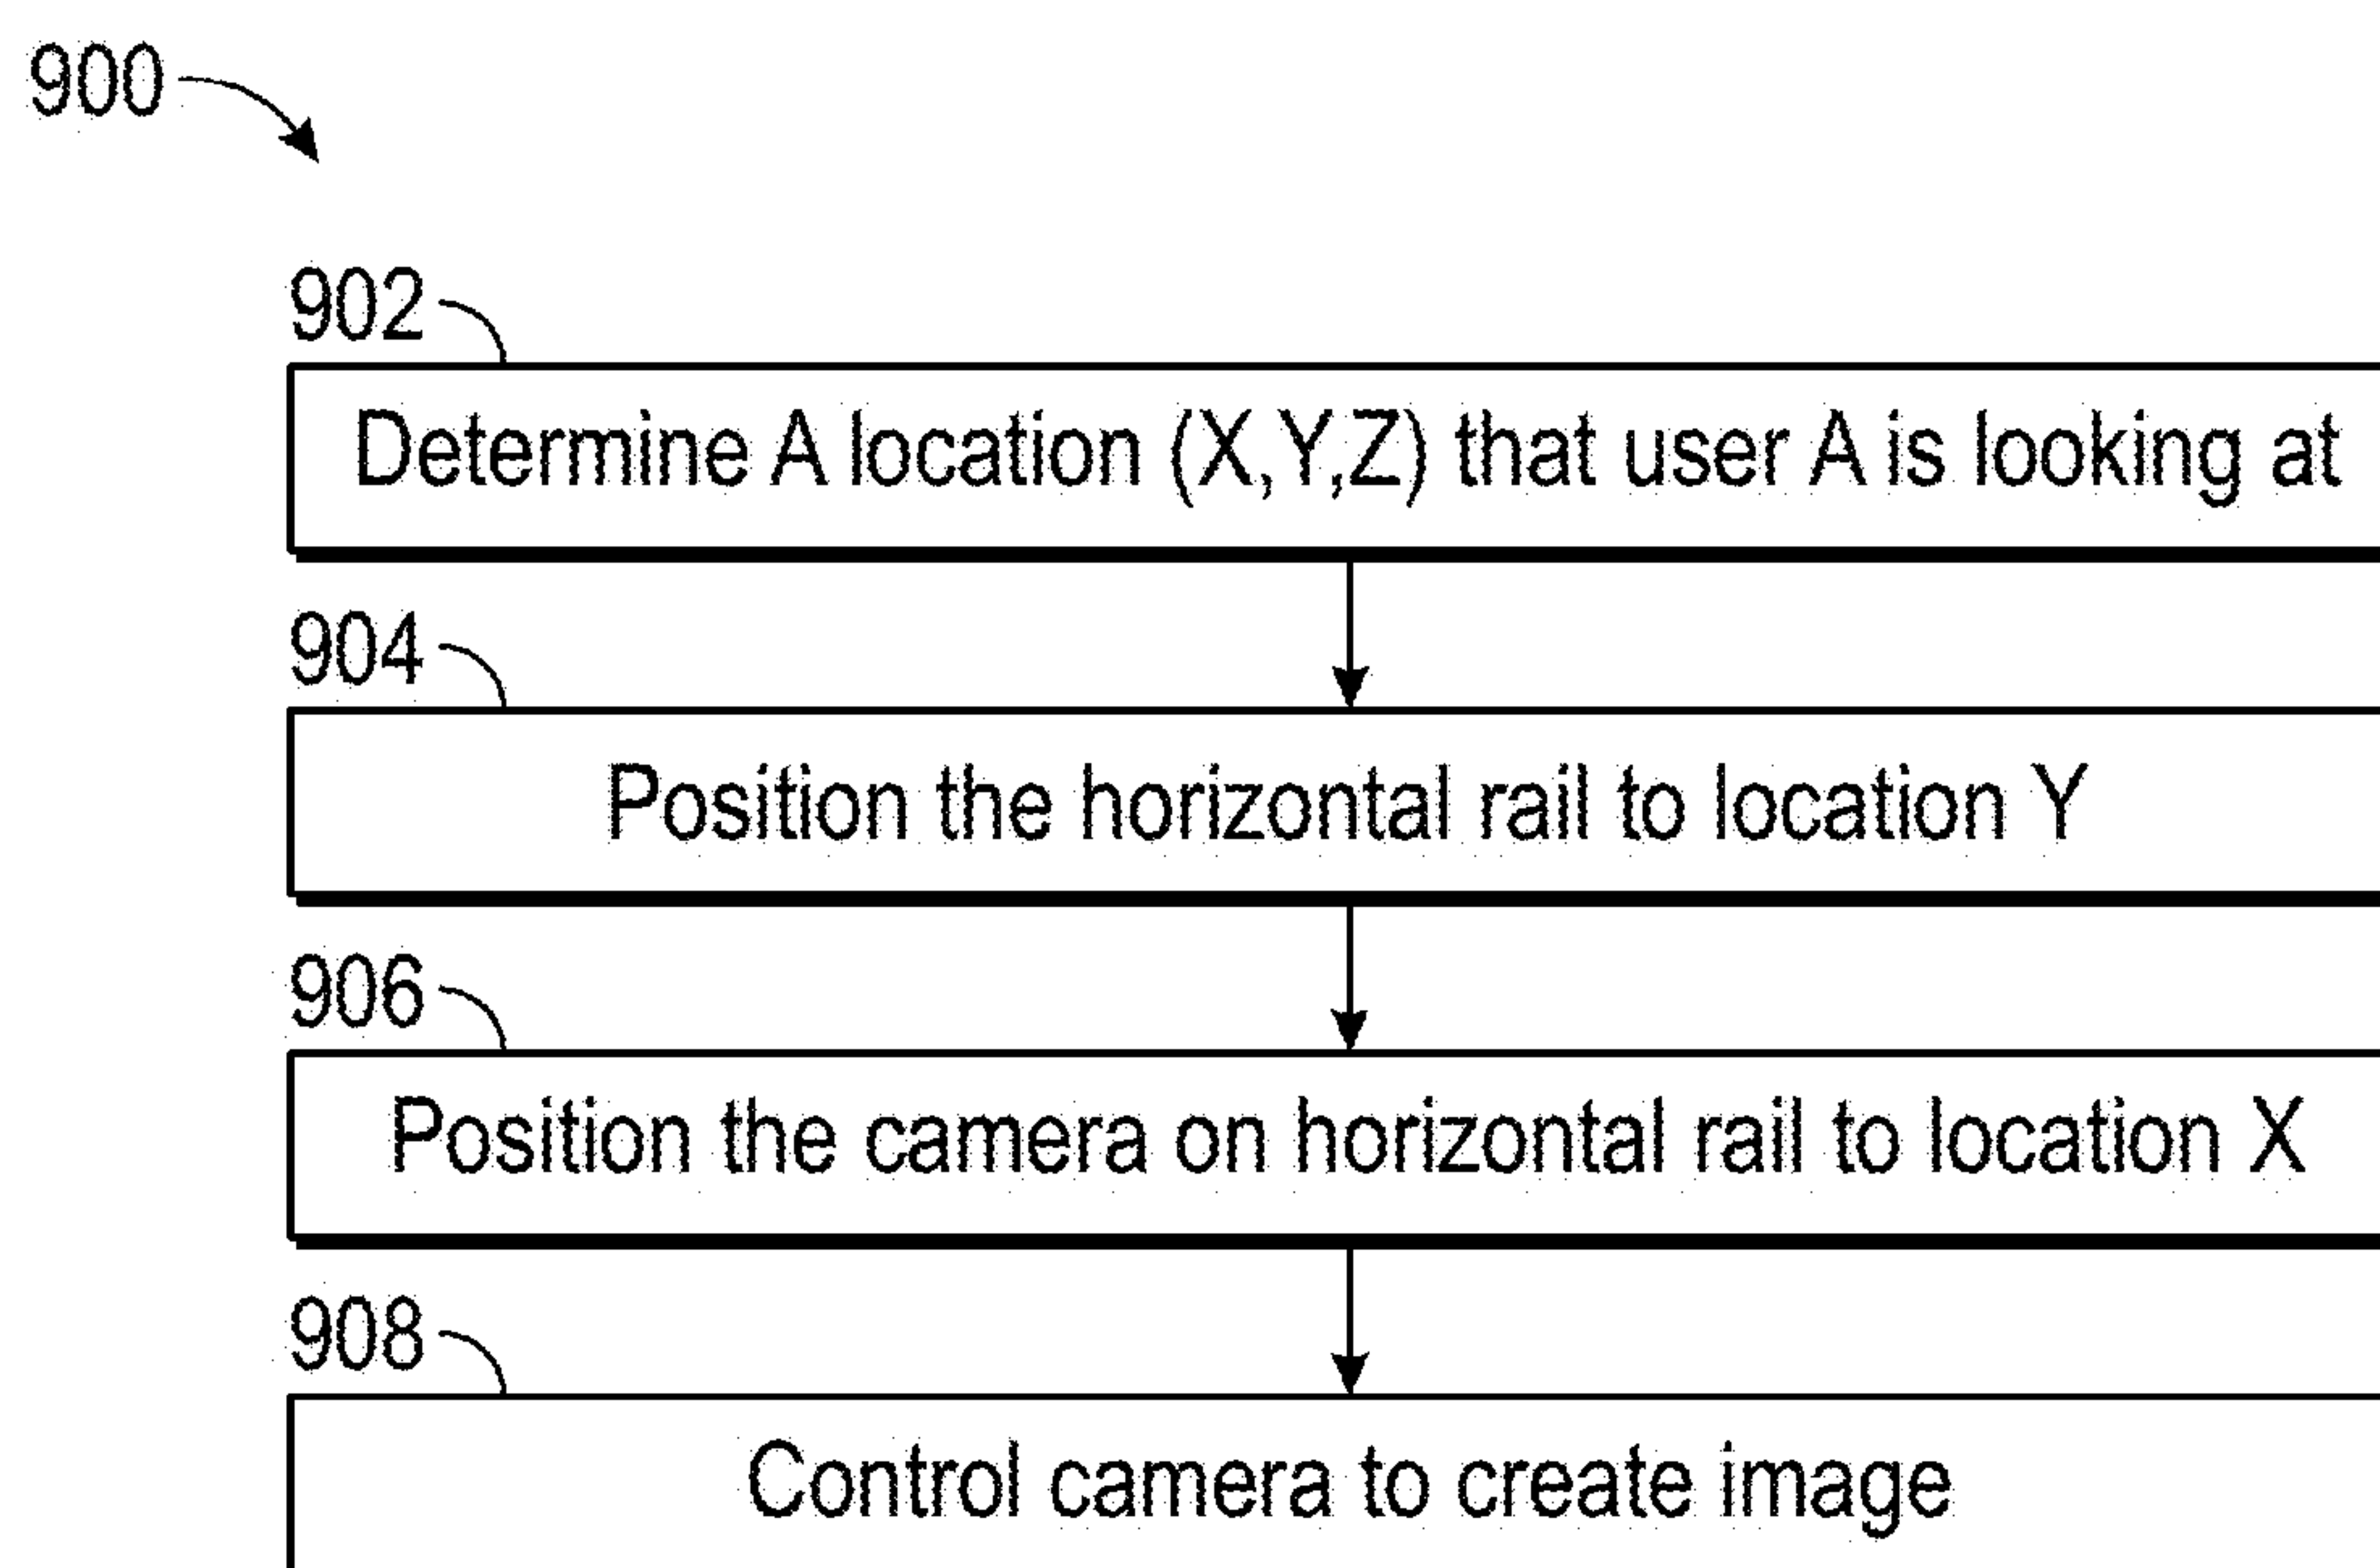 900
902
Determine A location (X,Y,Z) that user A is looking at
904
Position the horizontal rail to location Y
906
Position the camera on horizontal rail to location X
908
Control camera to create image